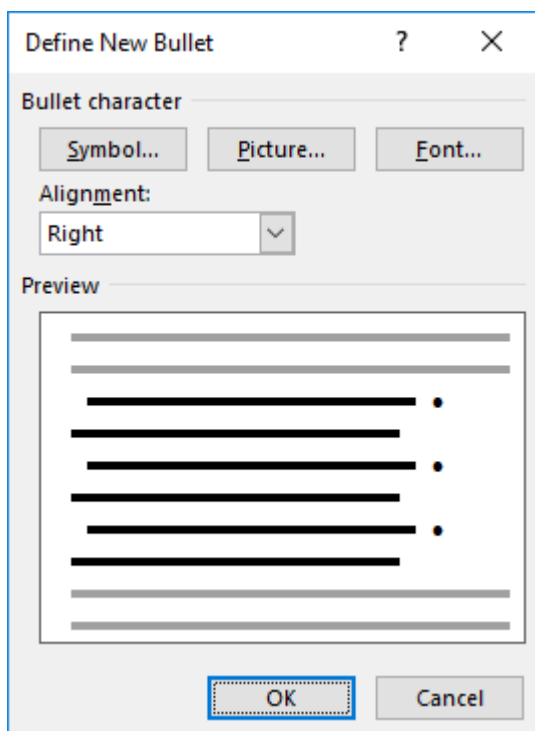 Define New Bullet ?
Bullet character
Symbol... Picture... Font...
Alignment:
Right
Preview
OK Cancel